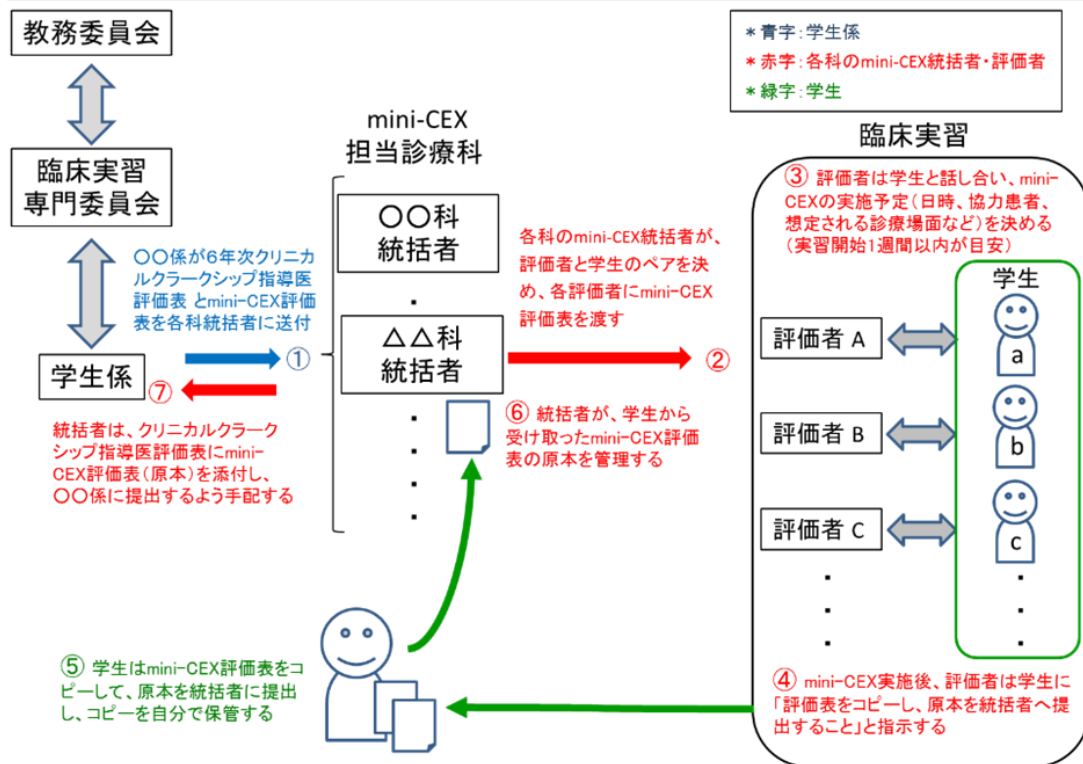 教務委員会
臨床実習
専門委員会
学生係
＊青字：学生係
＊赤字：各科のmini-CEX統括者・評価者
＊緑字：学生
mini-CEX
担当診療科
〇〇科
統括者
・
△△科
統括者
・
・
・
・
〇〇係が6年次クリニカ
ルクラークシップ指導医
評価表 とmini-CEX評価
表を各科統括者に送付
①
各科のmini-CEX統括者が、
評価者と学生のペアを決
め、各評価者にmini-CEX
評価表を渡す
②
臨床実習
③ 評価者は学生と話し合い、mini-
CEXの実施予定（日時、協力患者、
想定される診療場面など）を決める
（実習開始1週間以内が目安）
学生
評価者 A
a
評価者 B
b
評価者 C
c
・ ・
・ ・
・ ・
④ mini-CEX実施後、評価者は学生に
「評価表をコピーし、原本を統括者へ提
出すること」と指示する
⑤ 学生はmini-CEX評価表をコ
ピーして、原本を統括者に提出
し、コピーを自分で保管する
⑥ 統括者が、学生から
受け取ったmini-CEX評価
表の原本を管理する
⑦
統括者は、クリニカルクラーク
シップ指導医評価表にmini-
CEX評価表（原本）を添付し、
〇〇係に提出するよう手配する